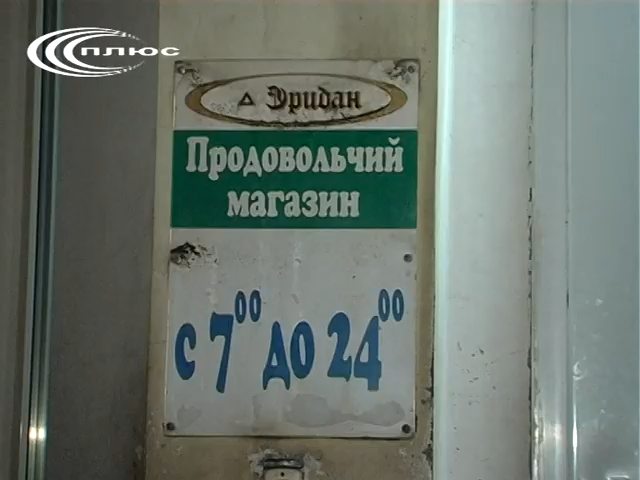 плюс
Эридан
Продовольчий
магазин
с 7⁰⁰ до 24⁰⁰